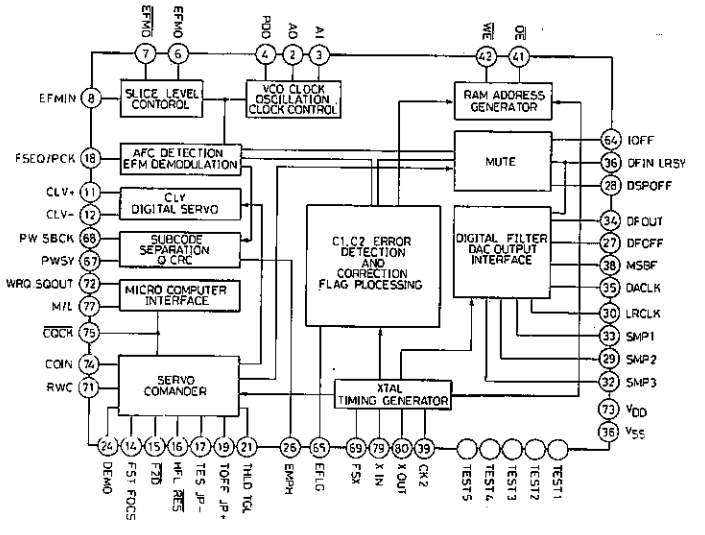 EFMO
EFMO
PDO
AO
AI
WE
OE
7
6
4
2
3
42
41
EFMIN 8
SLICE LEVEL
CONTOROL
VCO CLOCK
OSCILLATION
CLOCK CONTROL
RAM ADDRESS
GENERATOR
FSEQ/PCK 18
AFC DETECTION
EFM DEMODULATION
MUTE
64 IOFF
36 DFIN LRSY
28 DSPOFF
CLV+ 11
CLV- 12
CLY
DIGITAL SERVO
C1.C2 ERROR
DETECTION
AND
CORRECTION
FLAG PLOCESSING
DIGITAL FILTER
DAC OUTPUT
INTERFACE
34 DFOUT
27 DFOFF
38 MSBF
35 DACLK
30 LRCLK
33 SMP1
29 SMP2
32 SMP3
73 VDD
36 VSS
PW SBCK 68
PWSY 67
SUBCODE
SEPARATION
Q CRC
WRQ SQOUT 72
M/L 77
MICRO COMPUTER
INTERFACE
CQCK 75
COIN 74
RWC 71
SERVO
COMANDER
XTAL
TIMING GENERATOR
24
14
15
16
17
19
21
26
65
69
79
80
39
DEMO
FST FOCS
FZD
HFL RES
TES JP-
TOFF JP+
THLD TGL
EMPH
EFLG
FSX
X IN
X OUT
CK2
TEST5
TEST4
TEST3
TEST2
TEST1